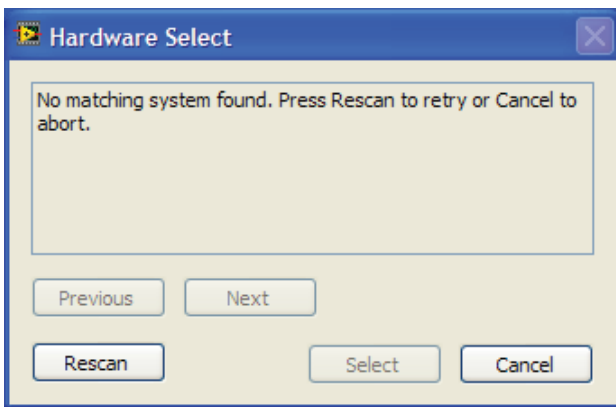 Hardware Select
No matching system found. Press Rescan to retry or Cancel to
abort.
Previous Next
Rescan Select Cancel